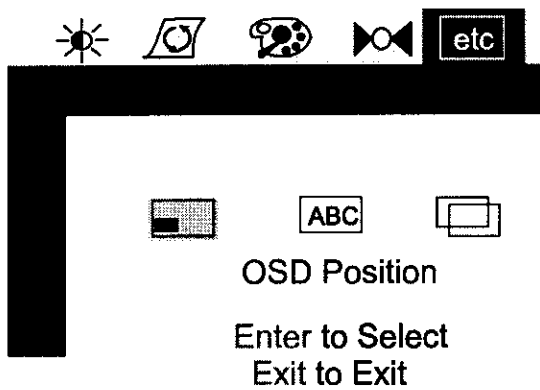 etc
ABC
OSD Position
Enter to Select
Exit to Exit